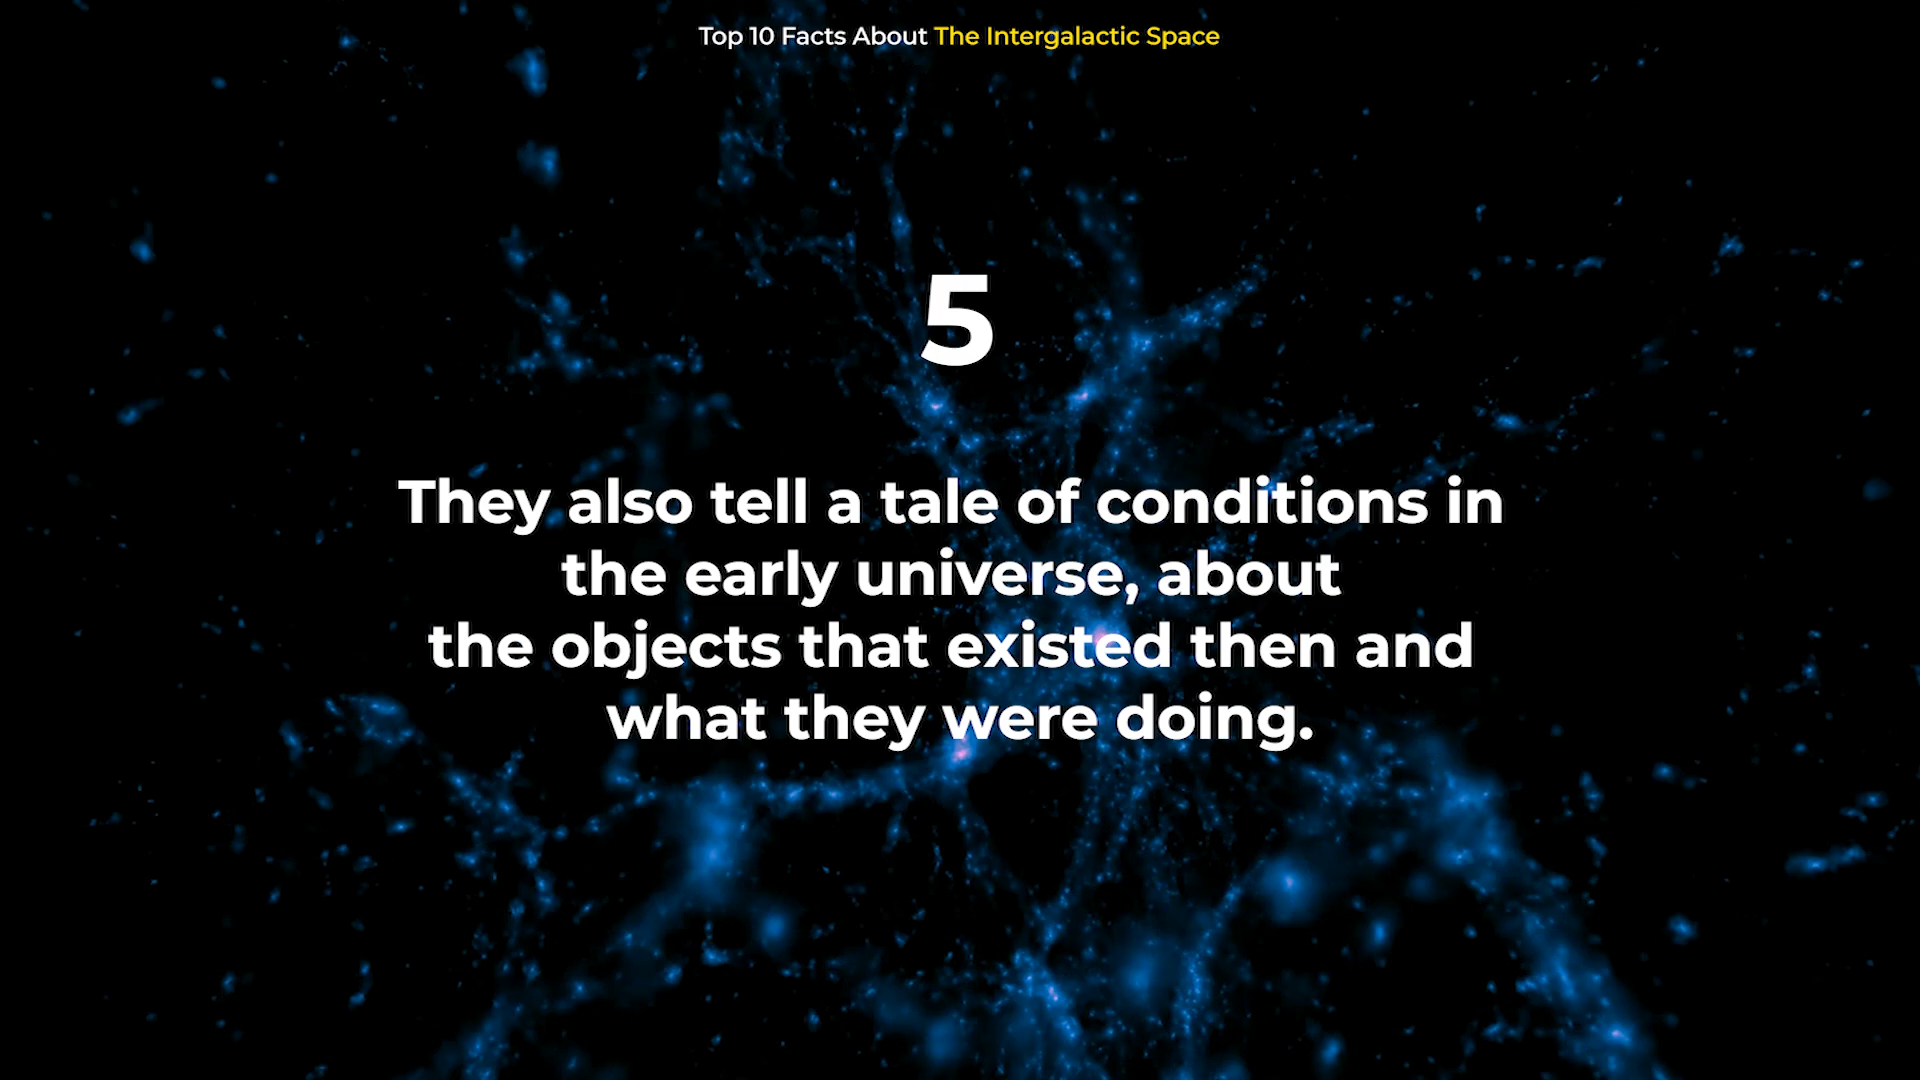 Top 10 Facts About The Intergalactic Space
5
They also tell a tale of conditions in
the early universe, about
the objects that existed then and
what they were doing.